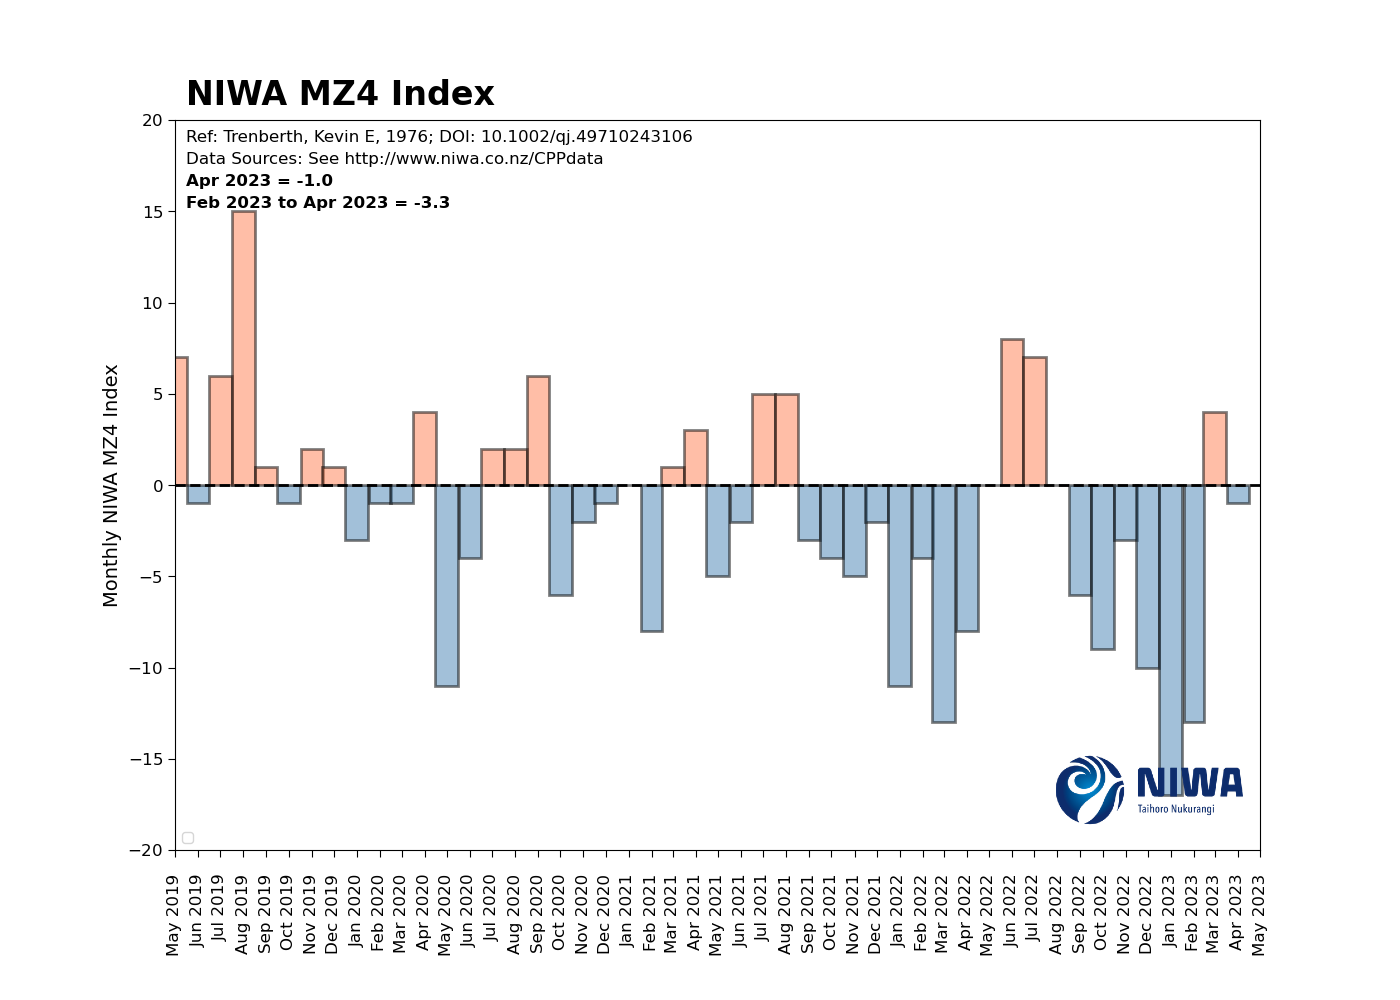 NIWA MZ4 Index
Ref: Trenberth, Kevin E, 1976; DOI: 10.1002/qj.49710243106
Data Sources: See http://www.niwa.co.nz/CPPdata
Apr 2023 = -1.0
Feb 2023 to Apr 2023 = -3.3
Monthly NIWA MZ4 Index
20
15
10
5
0
−5
−10
−15
−20
NIWA
Taihoro Nukurangi
May 2019
Jun 2019
Jul 2019
Aug 2019
Sep 2019
Oct 2019
Nov 2019
Dec 2019
Jan 2020
Feb 2020
Mar 2020
Apr 2020
May 2020
Jun 2020
Jul 2020
Aug 2020
Sep 2020
Oct 2020
Nov 2020
Dec 2020
Jan 2021
Feb 2021
Mar 2021
Apr 2021
May 2021
Jun 2021
Jul 2021
Aug 2021
Sep 2021
Oct 2021
Nov 2021
Dec 2021
Jan 2022
Feb 2022
Mar 2022
Apr 2022
May 2022
Jun 2022
Jul 2022
Aug 2022
Sep 2022
Oct 2022
Nov 2022
Dec 2022
Jan 2023
Feb 2023
Mar 2023
Apr 2023
May 2023